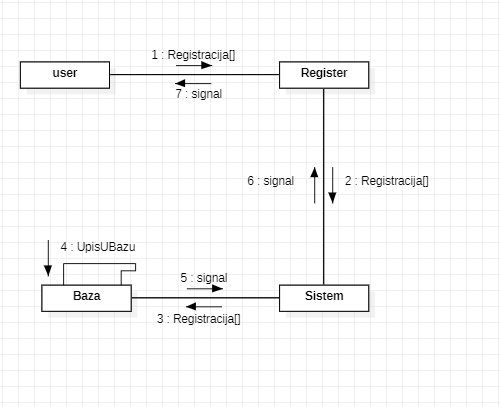 1 : Registracija[]
user
Register
7 : signal
6 : signal
2 : Registracija[]
4 : UpisUBazu
5 : signal
Baza
Sistem
3 : Registracija[]